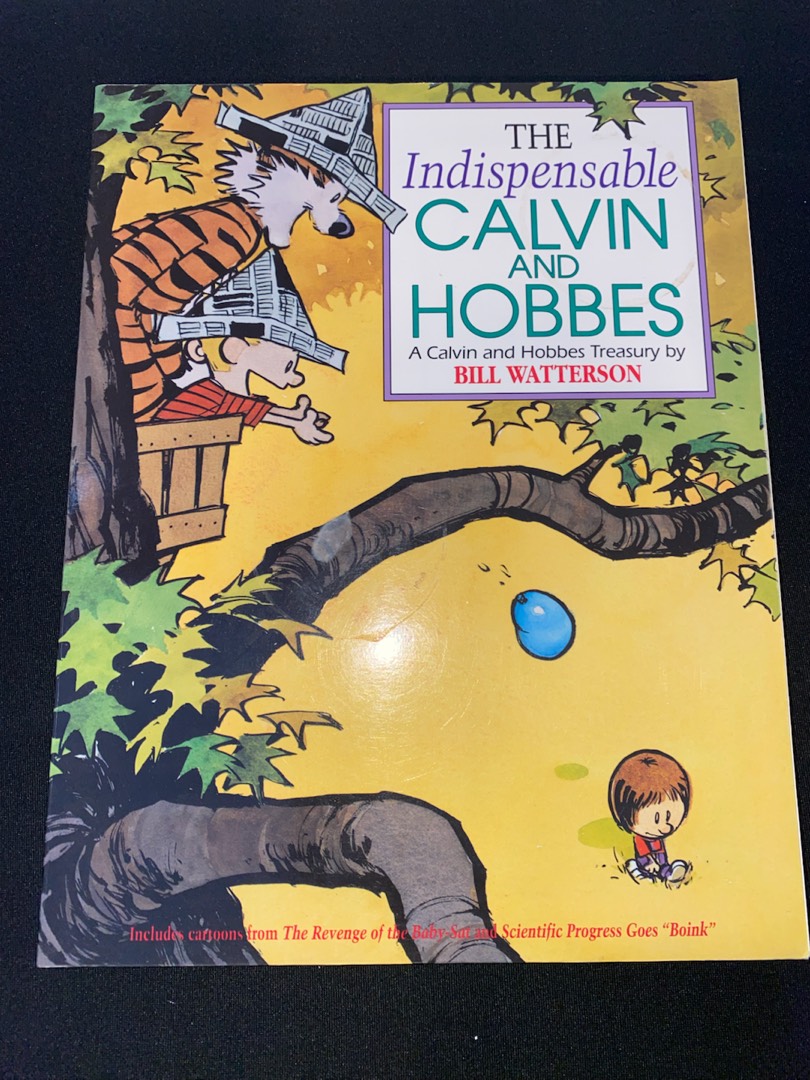 THE
Indispensable
CALVIN
AND
HOBBES
A Calvin and Hobbes Treasury by
BILL WATTERSON
Includes cartoons from The Revenge of the Baby-Sat and Scientific Progress Goes "Boink"